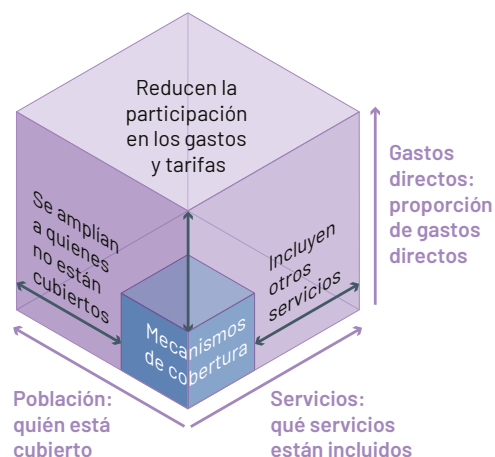 Reducen la
participación
en los gastos
y tarifas
Gastos
directos:
proporción
de gastos
directos
Se amplían
a quienes
no están
cubiertos
Incluyen
otros
servicios
Mecanismos
de cobertura
Población:
quién está
cubierto
Servicios:
qué servicios
están incluidos